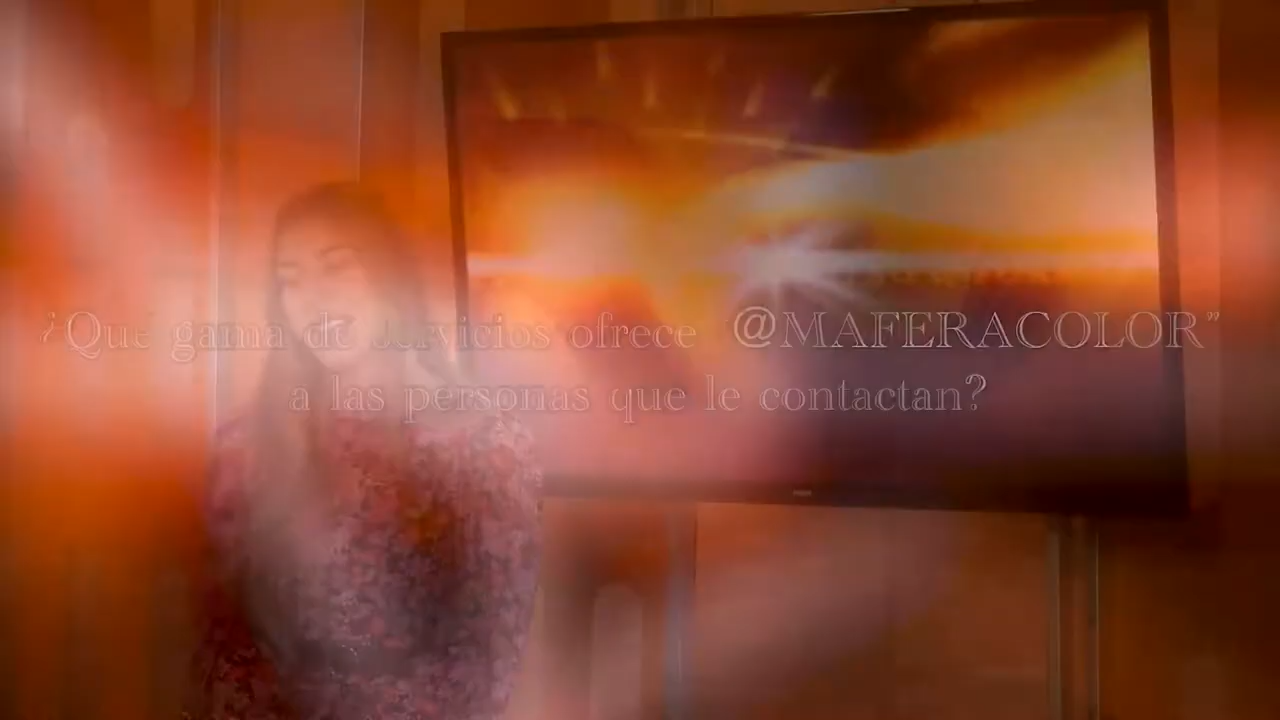 ¿Que gama de servicios ofrece @MAFERACOLOR”
a las personas que le contactan?